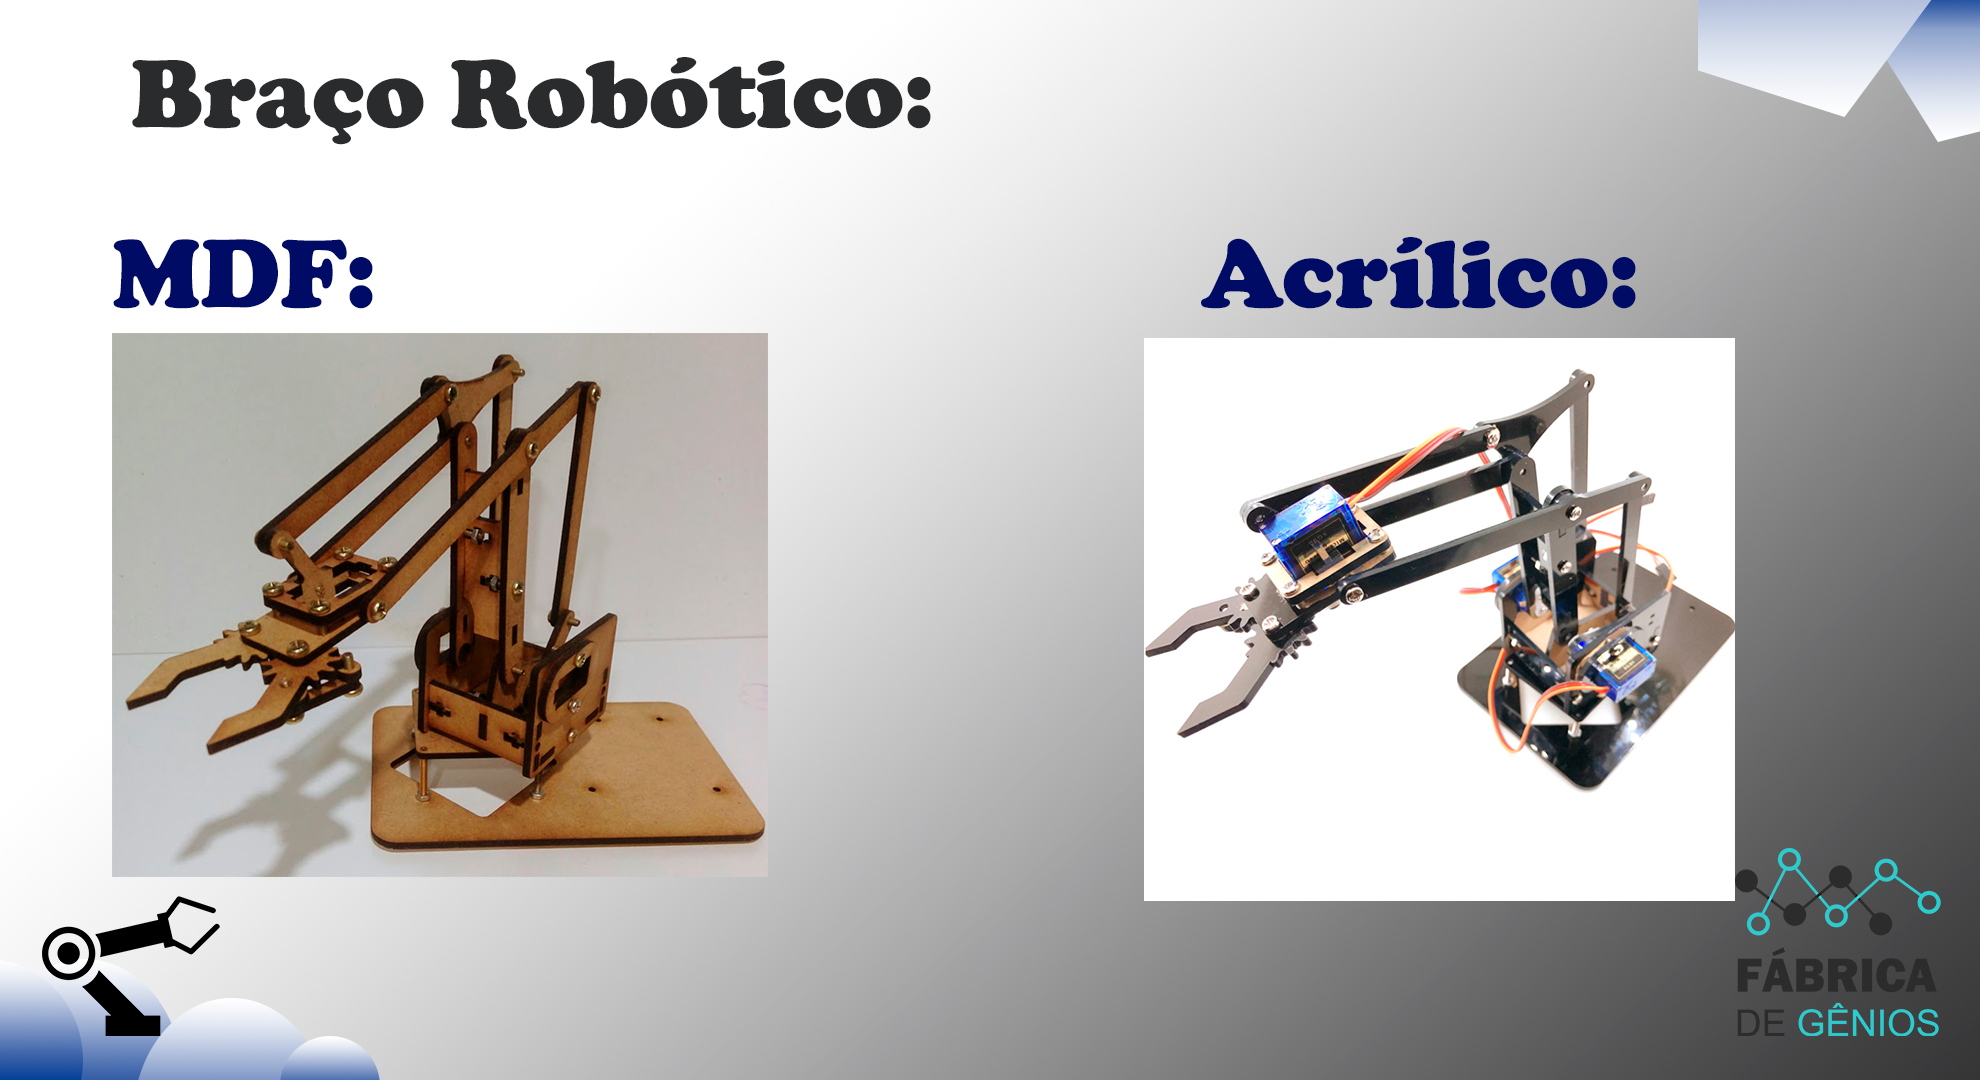 Braço Robótico:
MDF:
Acrílico:
FÁBRICA
DE GÊNIOS